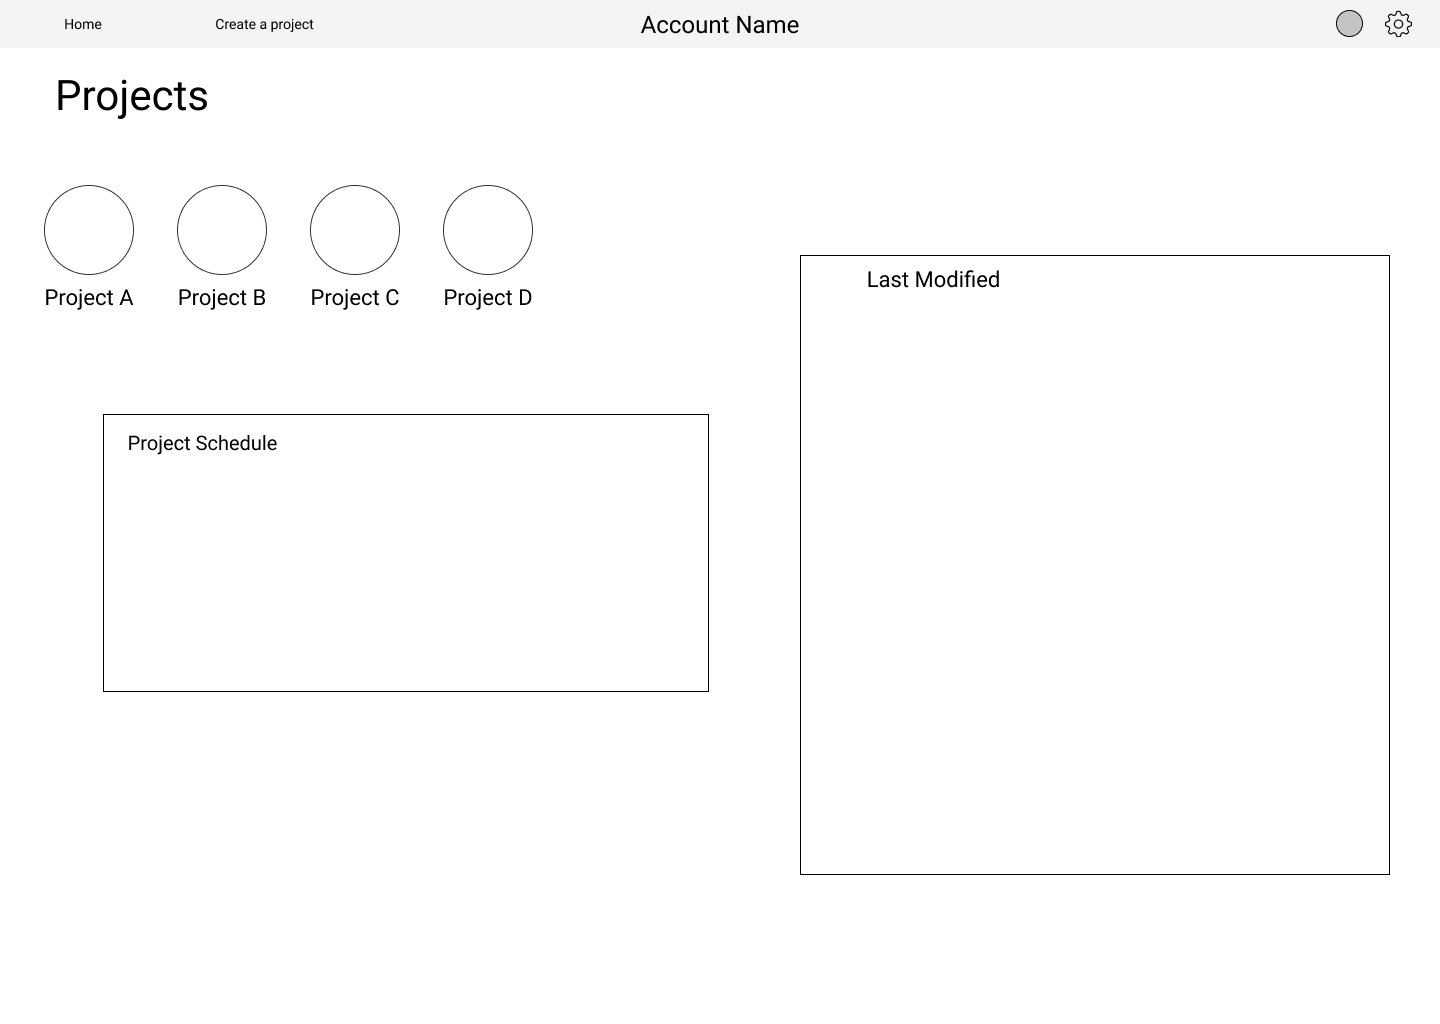 Home
Create a project
Account Name
Projects
Project A
Project B
Project C
Project D
Last Modified
Project Schedule